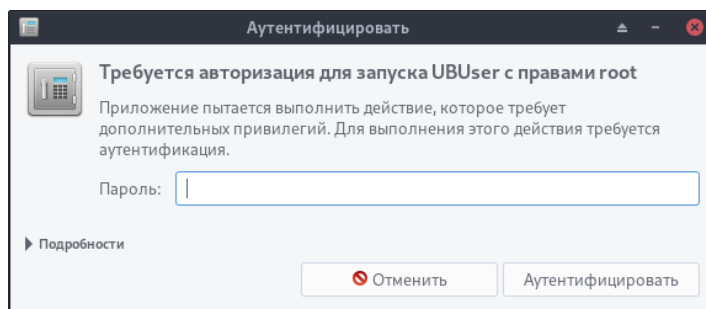 Аутентифицировать
Требуется авторизация для запуска UBUser с правами root
Приложение пытается выполнить действие, которое требует
дополнительных привилегий. Для выполнения этого действия требуется
аутентификация.
Пароль:
Подробности
Отменить
Аутентифицировать